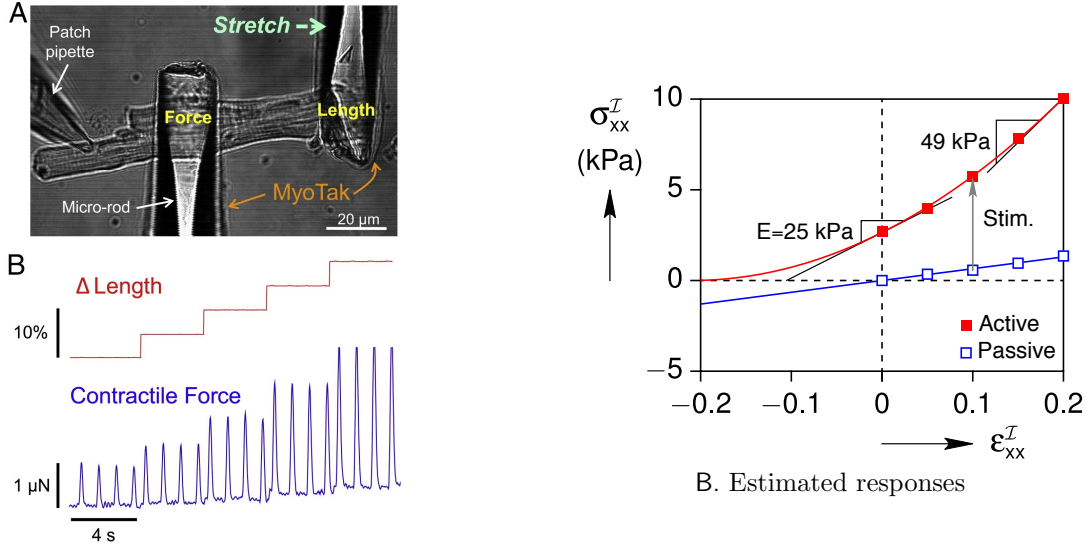 A
Patch
pipette
Stretch
Force
Length
Micro-rod
MyoTak
20 µm
B
Δ Length
10%
Contractile Force
1 µN
4 s
σxx^ℐ
(kPa)
10
5
0
−5
49 kPa
E=25 kPa
Stim.
Active
Passive
−0.2
−0.1
0
0.1
0.2
εxx^ℐ
B. Estimated responses